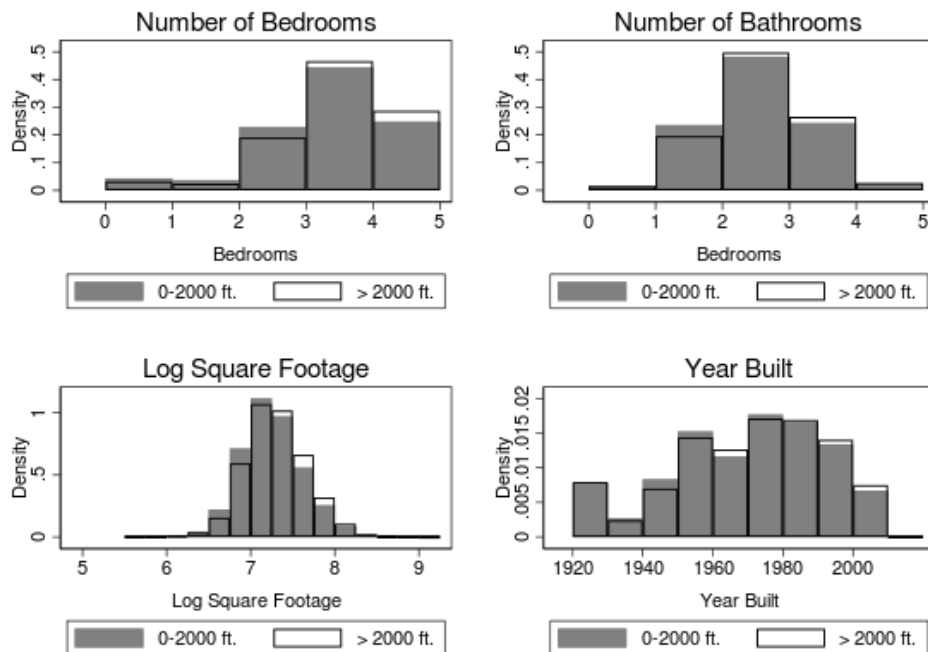 Number of Bedrooms
Density
0 .1 .2 .3 .4 .5
0 1 2 3 4 5
Bedrooms
0-2000 ft. > 2000 ft.
Number of Bathrooms
Density
0 .1 .2 .3 .4 .5
0 1 2 3 4 5
Bedrooms
0-2000 ft. > 2000 ft.
Log Square Footage
Density
0 .5 1
5 6 7 8 9
Log Square Footage
0-2000 ft. > 2000 ft.
Year Built
Density
0 .005 .01 .015 .02
1920 1940 1960 1980 2000
Year Built
0-2000 ft. > 2000 ft.